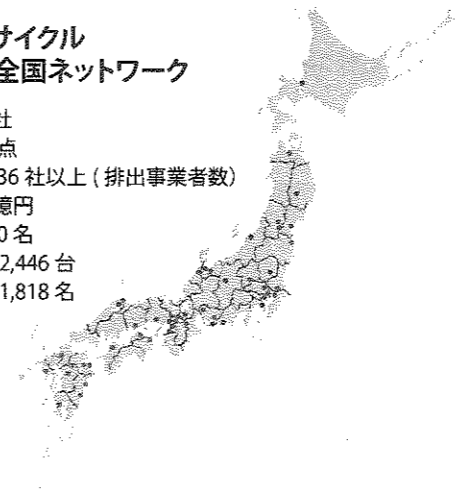 サイクル
全国ネットワーク
社
点
36 社以上 ( 排出事業者数)
億円
0 名
2,446 台
1,818 名